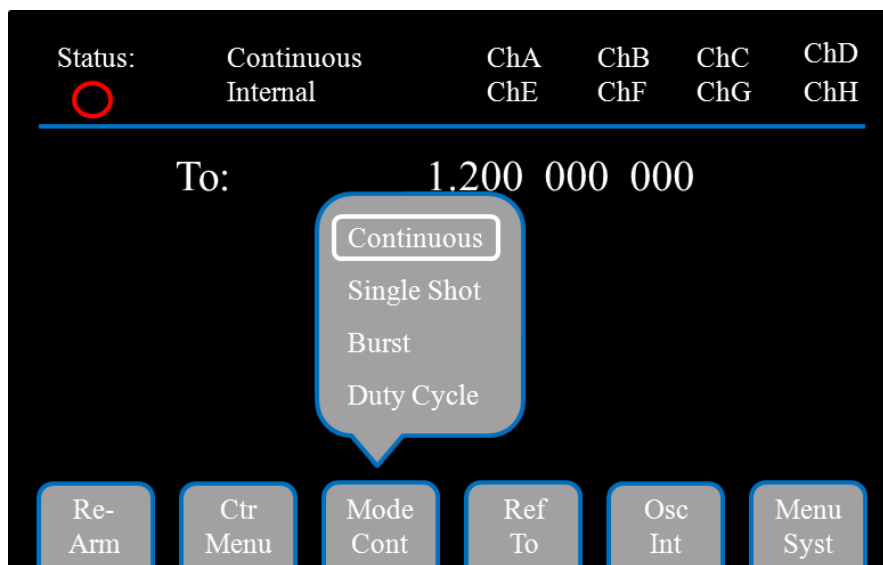 Status: Continuous ChA ChB ChC ChD
Internal ChE ChF ChG ChH
To: 1.200 000 000
Continuous
Single Shot
Burst
Duty Cycle
Re- Ctr Mode Ref Osc Menu
Arm Menu Cont To Int Syst